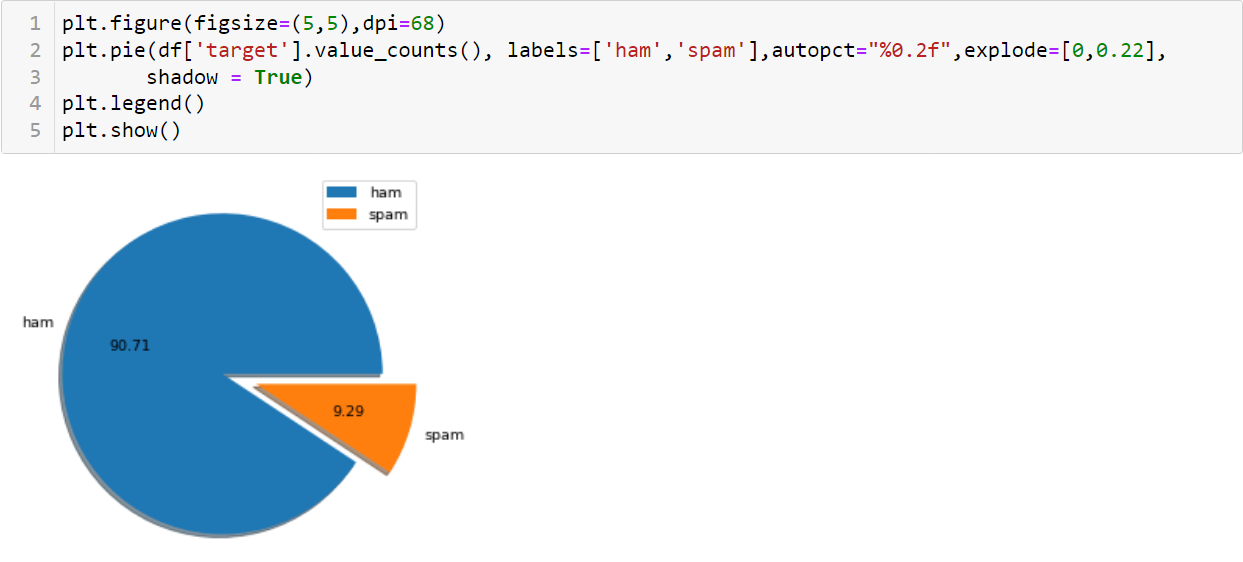 1 plt.figure(figsize=(5,5),dpi=68)
2 plt.pie(df['target'].value_counts(), labels=['ham','spam'],autopct="%0.2f",explode=[0,0.22],
3         shadow = True)
4 plt.legend()
5 plt.show()
ham
spam
ham
90.71
9.29
spam